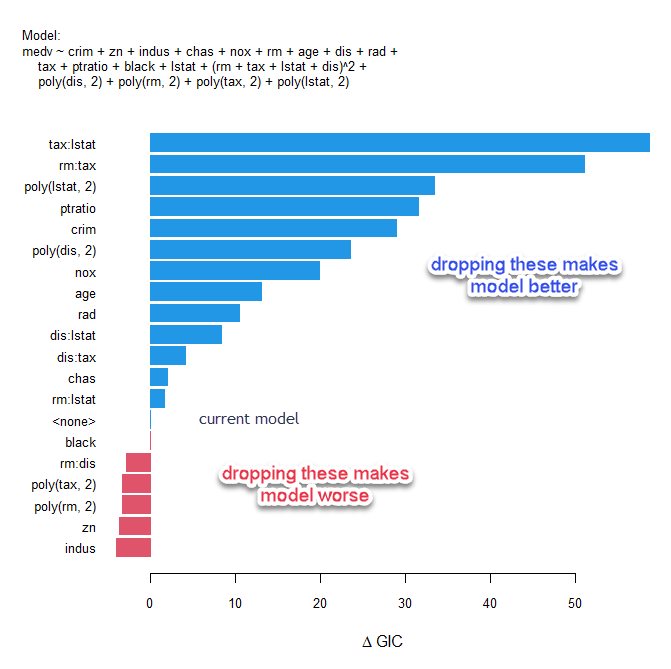 Model:
medv ~ crim + zn + indus + chas + nox + rm + age + dis + rad +
tax + ptratio + black + lstat + (rm + tax + lstat + dis)^2 +
poly(dis, 2) + poly(rm, 2) + poly(tax, 2) + poly(lstat, 2)
tax:lstat
rm:tax
poly(lstat, 2)
ptratio
crim
poly(dis, 2)
nox
age
rad
dis:lstat
dis:tax
chas
rm:lstat
<none>
black
rm:dis
poly(tax, 2)
poly(rm, 2)
zn
indus
dropping these makes
model better
current model
dropping these makes
model worse
0 10 20 30 40 50
Δ GIC